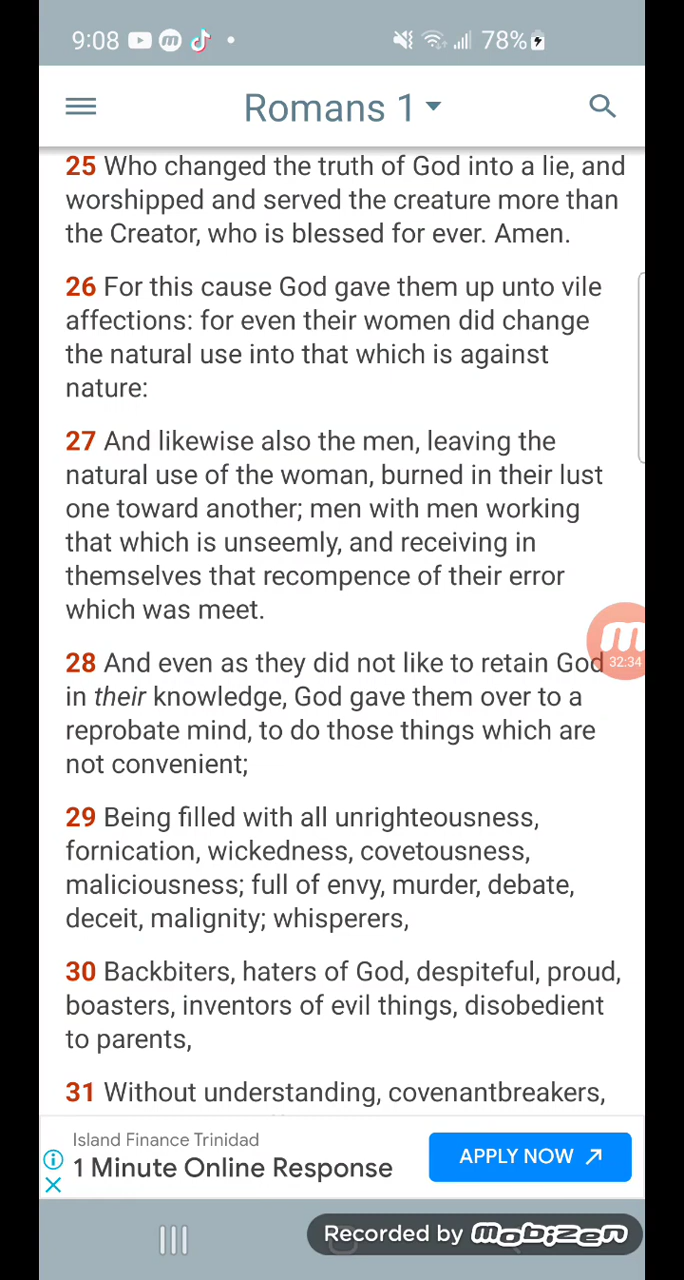 9:08
78%
Romans 1
25 Who changed the truth of God into a lie, and
worshipped and served the creature more than
the Creator, who is blessed for ever. Amen.
26 For this cause God gave them up unto vile
affections: for even their women did change
the natural use into that which is against
nature:
27 And likewise also the men, leaving the
natural use of the woman, burned in their lust
one toward another; men with men working
that which is unseemly, and receiving in
themselves that recompence of their error
which was meet.
32:34
28 And even as they did not like to retain God
in their knowledge, God gave them over to a
reprobate mind, to do those things which are
not convenient;
29 Being filled with all unrighteousness,
fornication, wickedness, covetousness,
maliciousness; full of envy, murder, debate,
deceit, malignity; whisperers,
30 Backbiters, haters of God, despiteful, proud,
boasters, inventors of evil things, disobedient
to parents,
31 Without understanding, covenantbreakers,
Island Finance Trinidad
1 Minute Online Response
APPLY NOW
Recorded by mobizen